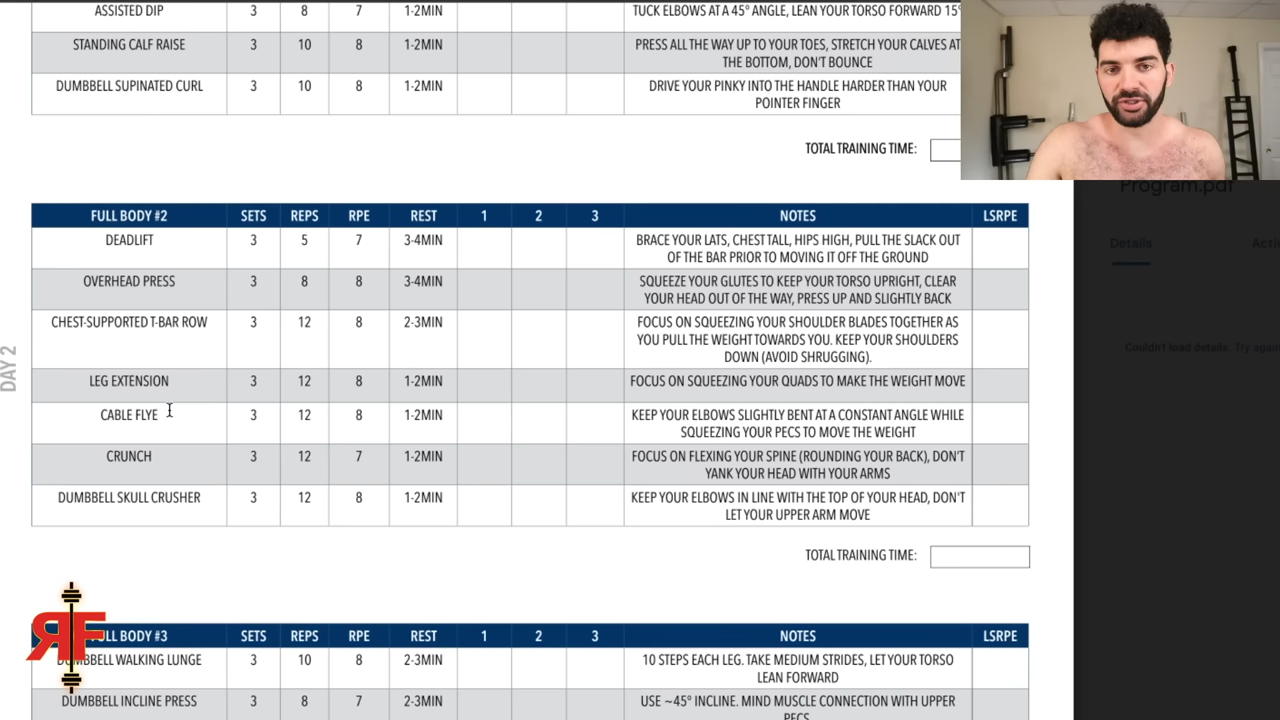 ASSISTED DIP 3 8 7 1-2MIN TUCK ELBOWS AT A 45° ANGLE, LEAN YOUR TORSO FORWARD 15°
STANDING CALF RAISE 3 10 8 1-2MIN PRESS ALL THE WAY UP TO YOUR TOES, STRETCH YOUR CALVES AT
THE BOTTOM, DON'T BOUNCE
DUMBBELL SUPINATED CURL 3 10 8 1-2MIN DRIVE YOUR PINKY INTO THE HANDLE HARDER THAN YOUR
POINTER FINGER
TOTAL TRAINING TIME:
Program.pdf
Details
DAY 2
FULL BODY #2 SETS REPS RPE REST 1 2 3 NOTES LSRPE
DEADLIFT 3 5 7 3-4MIN BRACE YOUR LATS, CHEST TALL, HIPS HIGH, PULL THE SLACK OUT
OF THE BAR PRIOR TO MOVING IT OFF THE GROUND
OVERHEAD PRESS 3 8 8 3-4MIN SQUEEZE YOUR GLUTES TO KEEP YOUR TORSO UPRIGHT, CLEAR
YOUR HEAD OUT OF THE WAY, PRESS UP AND SLIGHTLY BACK
CHEST-SUPPORTED T-BAR ROW 3 12 8 2-3MIN FOCUS ON SQUEEZING YOUR SHOULDER BLADES TOGETHER AS
YOU PULL THE WEIGHT TOWARDS YOU. KEEP YOUR SHOULDERS
DOWN (AVOID SHRUGGING).
Couldn't load details. Try
LEG EXTENSION 3 12 8 1-2MIN FOCUS ON SQUEEZING YOUR QUADS TO MAKE THE WEIGHT MOVE
CABLE FLYE 3 12 8 1-2MIN KEEP YOUR ELBOWS SLIGHTLY BENT AT A CONSTANT ANGLE WHILE
SQUEEZING YOUR PECS TO MOVE THE WEIGHT
CRUNCH 3 12 7 1-2MIN FOCUS ON FLEXING YOUR SPINE (ROUNDING YOUR BACK), DON'T
YANK YOUR HEAD WITH YOUR ARMS
DUMBBELL SKULL CRUSHER 3 12 8 1-2MIN KEEP YOUR ELBOWS IN LINE WITH THE TOP OF YOUR HEAD, DON'T
LET YOUR UPPER ARM MOVE
TOTAL TRAINING TIME:
RF
FULL BODY #3 SETS REPS RPE REST 1 2 3 NOTES LSRPE
DUMBBELL WALKING LUNGE 3 10 8 2-3MIN 10 STEPS EACH LEG. TAKE MEDIUM STRIDES, LET YOUR TORSO
LEAN FORWARD
DUMBBELL INCLINE PRESS 3 8 7 2-3MIN USE ~45° INCLINE. MIND MUSCLE CONNECTION WITH UPPER
PECS